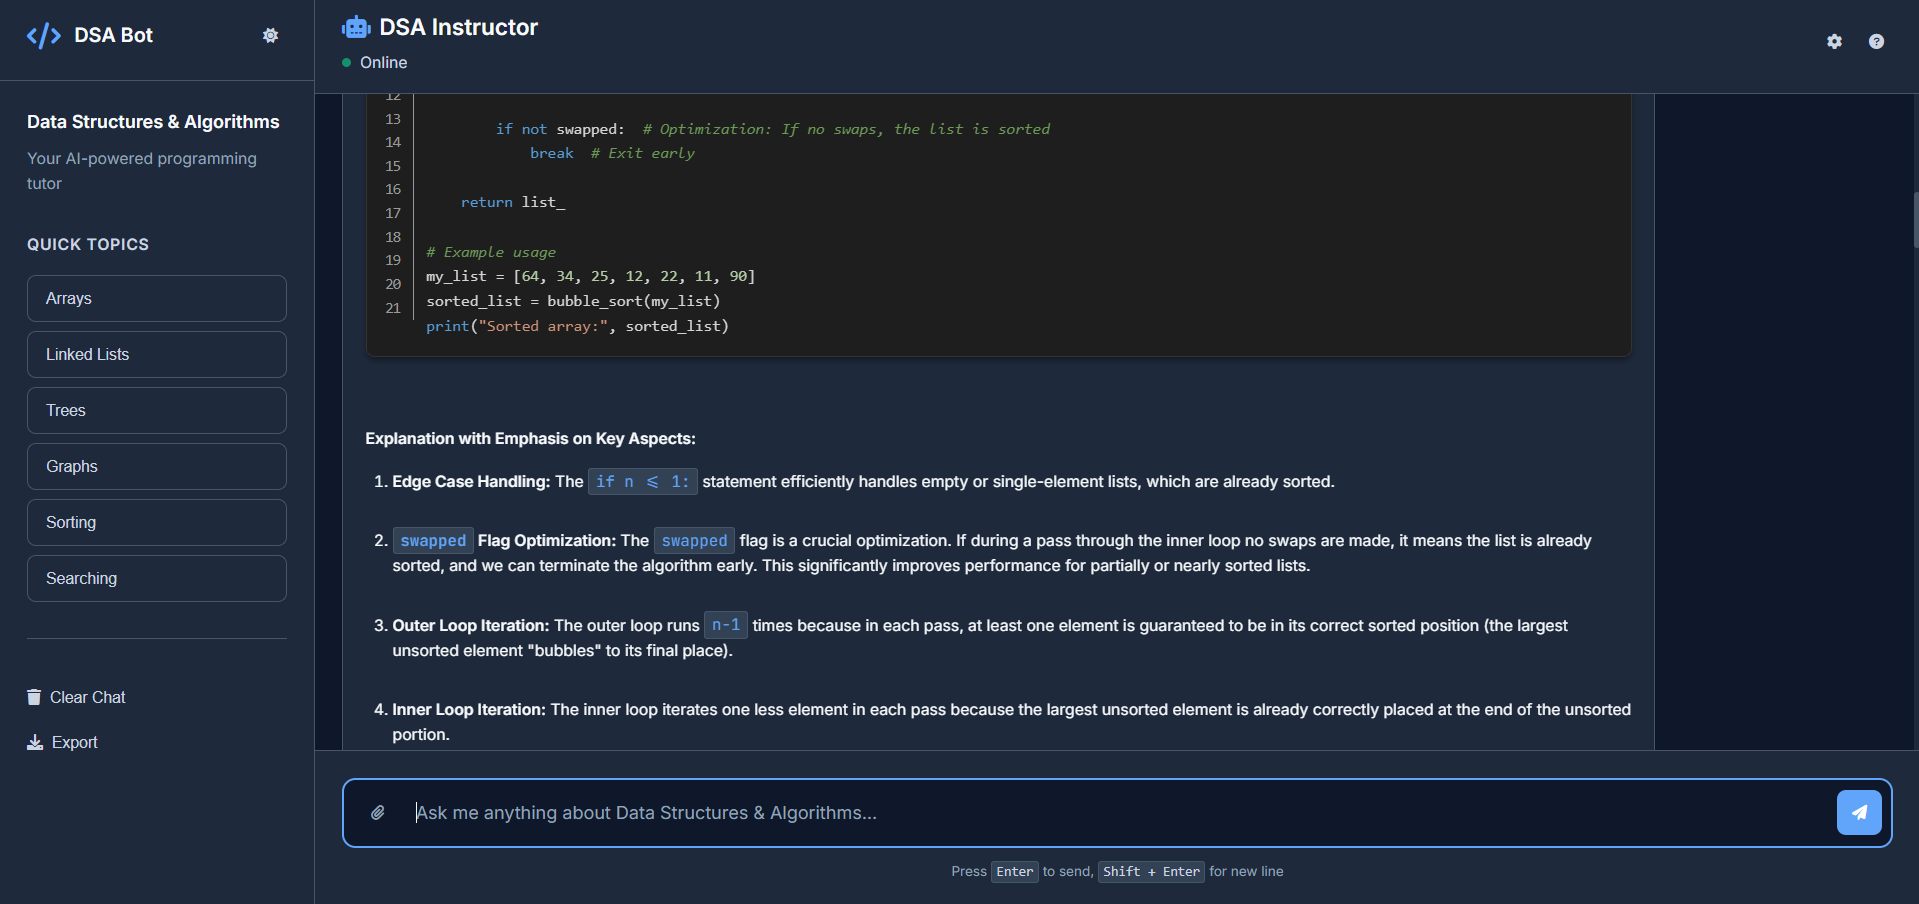 DSA Bot
Data Structures & Algorithms
Your AI-powered programming
tutor
QUICK TOPICS
Arrays
Linked Lists
Trees
Graphs
Sorting
Searching
Clear Chat
Export
DSA Instructor
Online
12
13
14
15
16
17
18
19
20
21
if not swapped:  # Optimization: If no swaps, the list is sorted
break  # Exit early
return list_
# Example usage
my_list = [64, 34, 25, 12, 22, 11, 90]
sorted_list = bubble_sort(my_list)
print("Sorted array:", sorted_list)
Explanation with Emphasis on Key Aspects:
1. Edge Case Handling: The if n ⩽ 1: statement efficiently handles empty or single-element lists, which are already sorted.
2. swapped Flag Optimization: The swapped flag is a crucial optimization. If during a pass through the inner loop no swaps are made, it means the list is already
sorted, and we can terminate the algorithm early. This significantly improves performance for partially or nearly sorted lists.
3. Outer Loop Iteration: The outer loop runs n-1 times because in each pass, at least one element is guaranteed to be in its correct sorted position (the largest
unsorted element "bubbles" to its final place).
4. Inner Loop Iteration: The inner loop iterates one less element in each pass because the largest unsorted element is already correctly placed at the end of the unsorted
portion.
Ask me anything about Data Structures & Algorithms...
Press Enter to send, Shift + Enter for new line